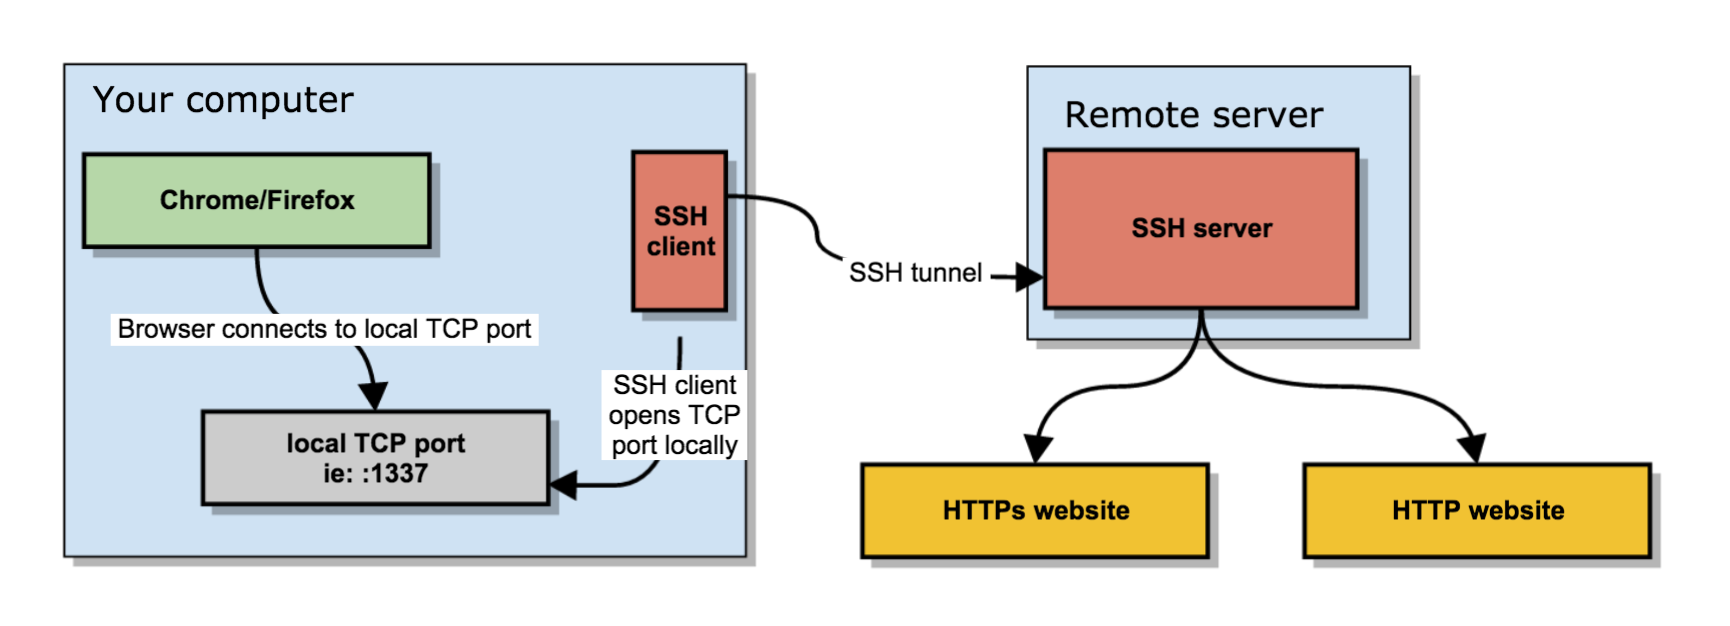 Your computer
Chrome/Firefox
Browser connects to local TCP port
local TCP port
ie: :1337
SSH
client
SSH client
opens TCP
port locally
SSH tunnel
Remote server
SSH server
HTTPs website
HTTP website